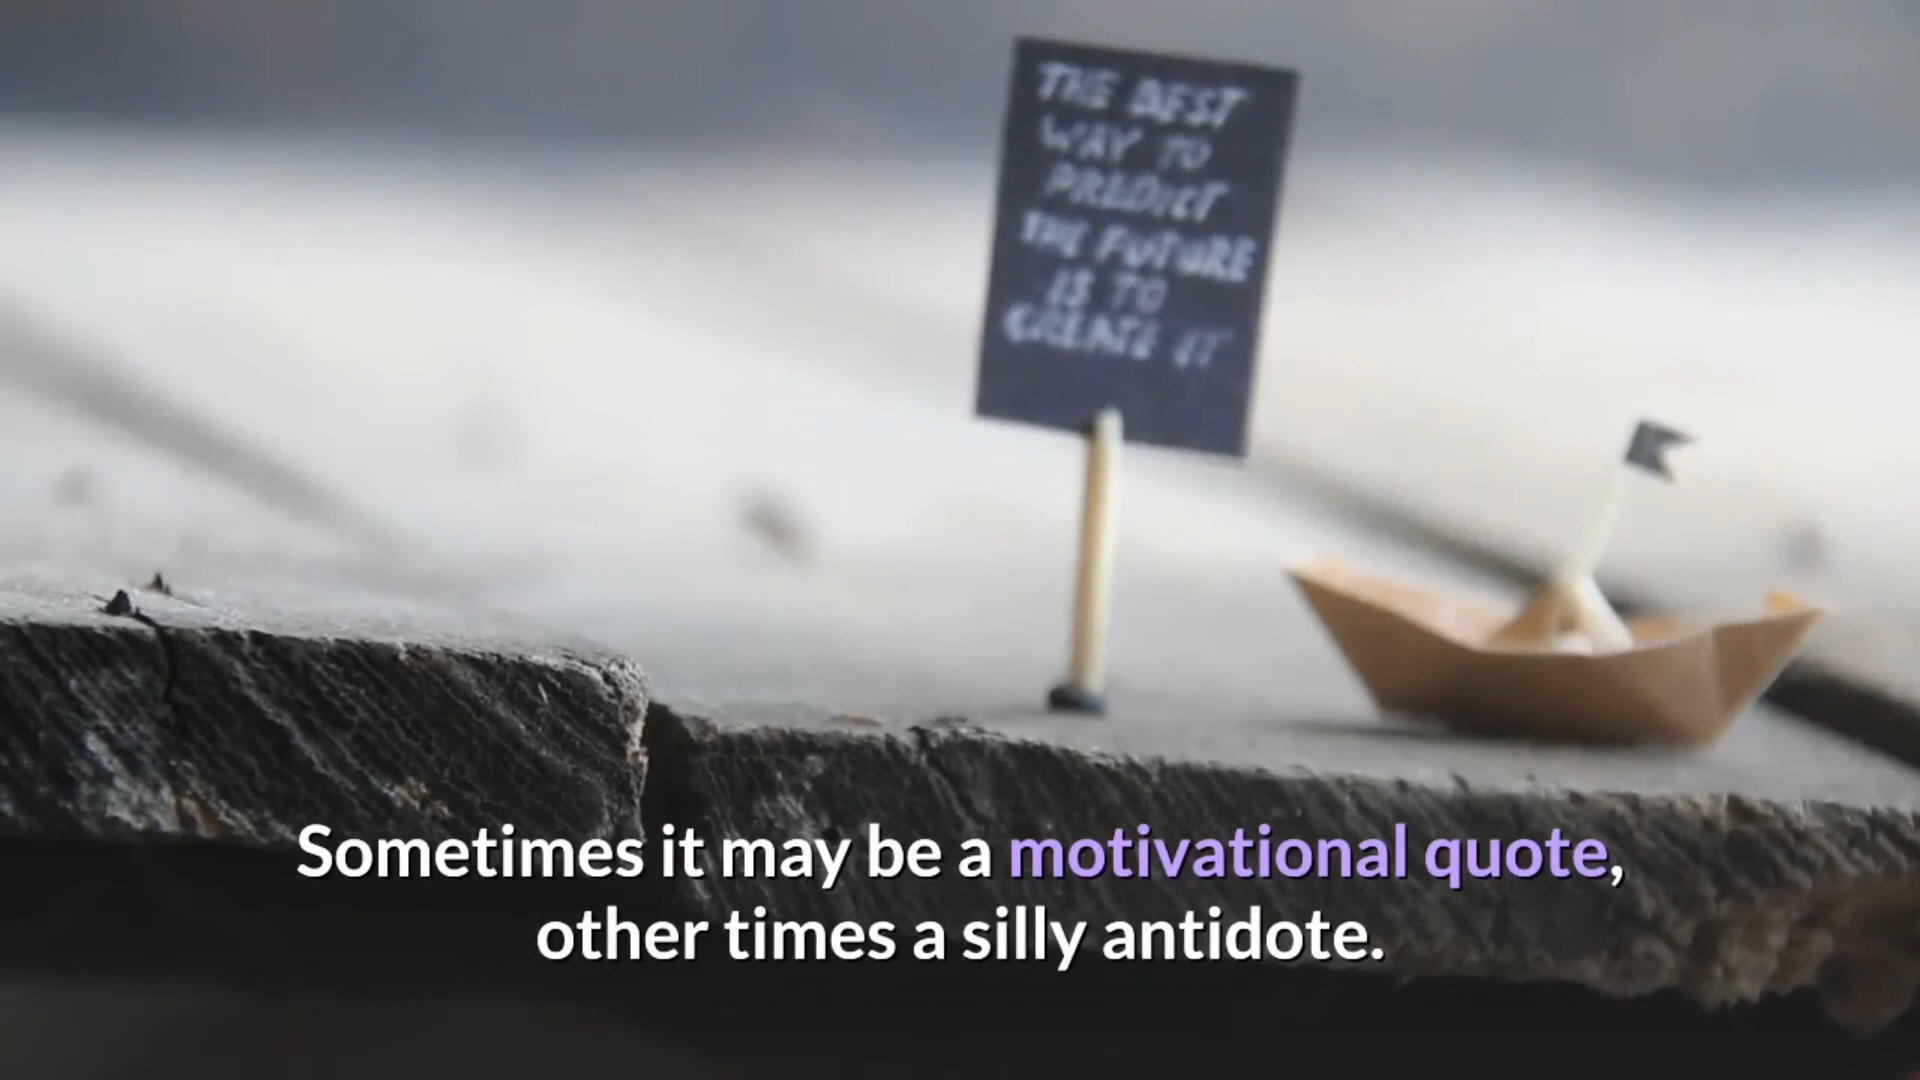 THE BEST
WAY TO
PREDICT
THE FUTURE
IS TO
CREATE IT
Sometimes it may be a motivational quote,
other times a silly antidote.